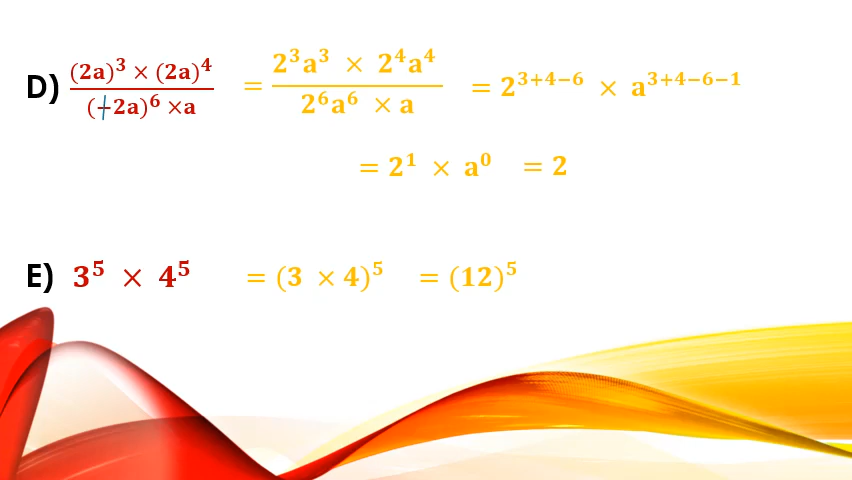 D) (2a)³ × (2a)⁴ / (−2a)⁶ ×a = 2³a³ × 2⁴a⁴ / 2⁶a⁶ × a = 2³⁺⁴⁻⁶ × a³⁺⁴⁻⁶⁻¹
= 2¹ × a⁰ = 2
E) 3⁵ × 4⁵ = (3 × 4)⁵ = (12)⁵